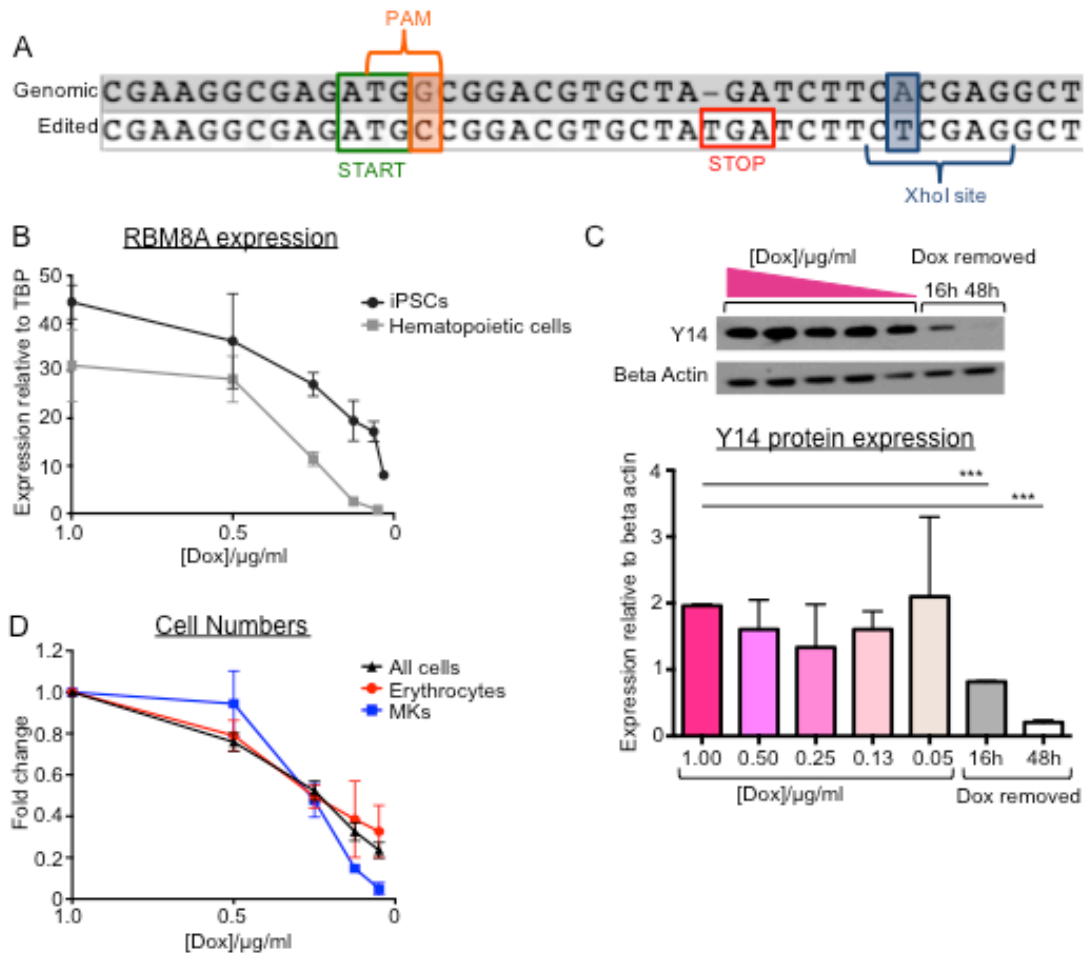 A
PAM
Genomic CGAAGGCGAGATGGCGGACGTGCTA-GATCTTCACGAGGCT
Edited CGAAGGCGAGATGCCGGACGTGCTATGATCTTCTCGAGGCT
START
STOP
XhoI site
B
RBM8A expression
Expression relative to TBP
50
40
30
20
10
0
1.0 0.5 0
[Dox]/µg/ml
iPSCs
Hematopoietic cells
C
[Dox]/µg/ml
Dox removed
16h 48h
Y14
Beta Actin
Y14 protein expression
Expression relative to beta actin
4
3
2
1
0
***
***
1.00 0.50 0.25 0.13 0.05 16h 48h
[Dox]/µg/ml
Dox removed
D
Cell Numbers
Fold change
1.2
1.0
0.8
0.6
0.4
0.2
0
1.0 0.5 0
[Dox]/µg/ml
All cells
Erythrocytes
MKs